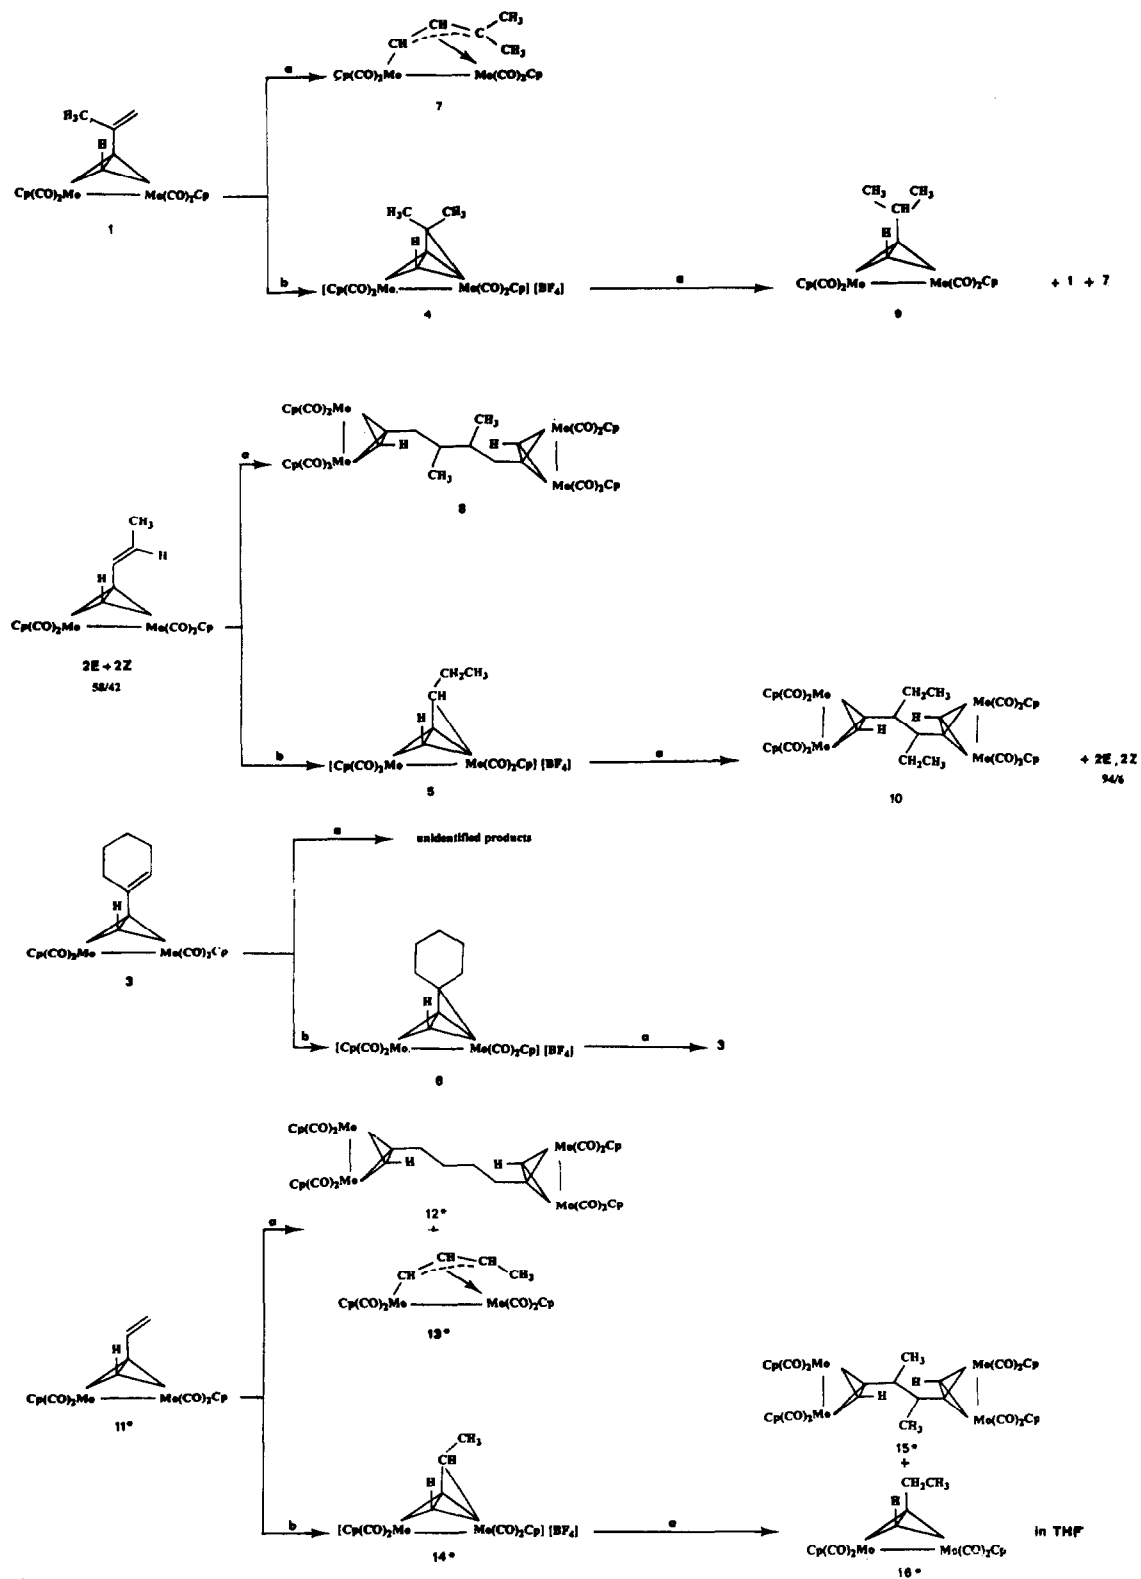 CH CH C CH₃ CH₃
a Cp(CO)₂Mo Mo(CO)₂Cp
7
H₃C H
Cp(CO)₂Mo Mo(CO)₂Cp
1
H₃C CH₃ H
b [Cp(CO)₂Mo Mo(CO)₂Cp] [BF₄] a
4
CH₃ CH₃ CH H
Cp(CO)₂Mo Mo(CO)₂Cp + 1 + 7
9
Cp(CO)₂Mo CH₃ Mo(CO)₂Cp
H H
a Cp(CO)₂Mo CH₃ Mo(CO)₂Cp
8
CH₃ H H
Cp(CO)₂Mo Mo(CO)₂Cp
2E + 2Z
58/42
CH₂CH₃ CH H
b [Cp(CO)₂Mo Mo(CO)₂Cp] [BF₄] a
5
Cp(CO)₂Mo CH₂CH₃ Mo(CO)₂Cp
H H
Cp(CO)₂Mo CH₂CH₃ Mo(CO)₂Cp + 2E, 2Z
94/6
10
a unidentified products
H
Cp(CO)₂Mo Mo(CO)₂Cp
3
H
b [Cp(CO)₂Mo Mo(CO)₂Cp] [BF₄] a 3
6
Cp(CO)₂Mo Mo(CO)₂Cp
H H
Cp(CO)₂Mo Mo(CO)₂Cp
12*
a +
CH CH CH CH₃
Cp(CO)₂Mo Mo(CO)₂Cp
13*
H
Cp(CO)₂Mo Mo(CO)₂Cp
11*
CH₃ CH H
b [Cp(CO)₂Mo Mo(CO)₂Cp] [BF₄] a
14*
Cp(CO)₂Mo CH₃ Mo(CO)₂Cp
H H
Cp(CO)₂Mo CH₃ Mo(CO)₂Cp
15*
+
CH₂CH₃ H
in THF
Cp(CO)₂Mo Mo(CO)₂Cp
16*